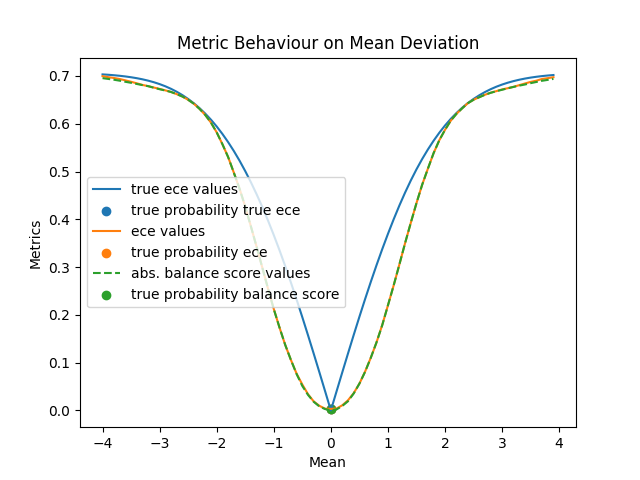 Metric Behaviour on Mean Deviation
0.7
0.6
0.5
0.4
0.3
0.2
0.1
0.0
Metrics
true ece values
true probability true ece
ece values
true probability ece
abs. balance score values
true probability balance score
−4 −3 −2 −1 0 1 2 3 4
Mean